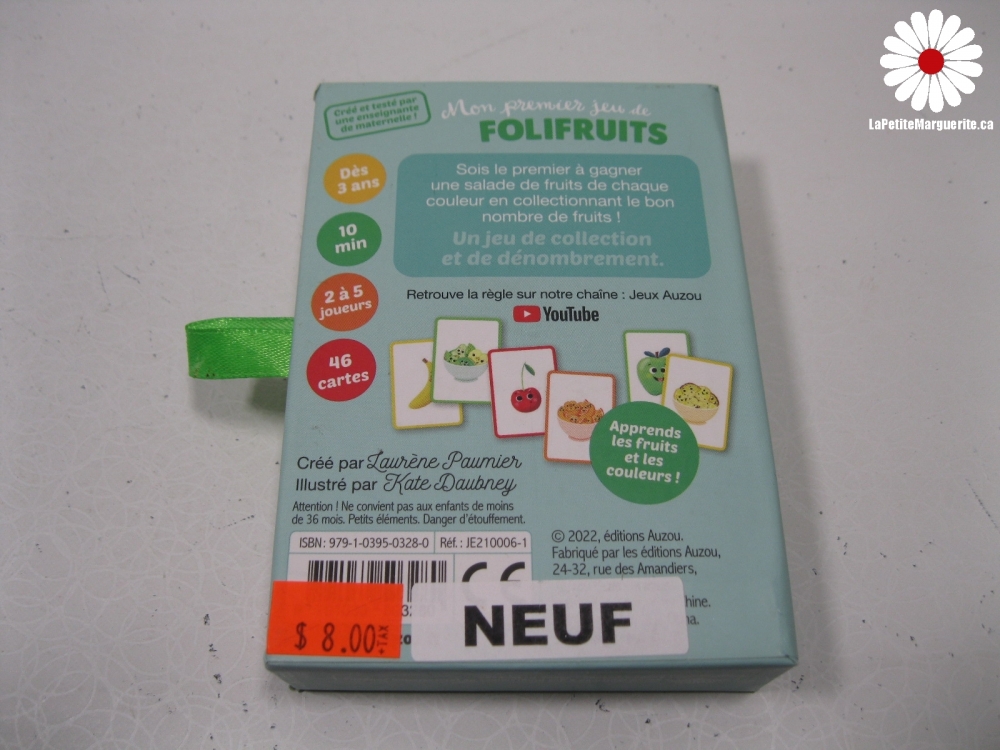 LaPetiteMarguerite.ca
Créé et testé par
une enseignante
de maternelle !
Mon premier jeu de
FOLIFRUITS
Dès
3 ans
10
min
2 à 5
joueurs
46
cartes
Sois le premier à gagner
une salade de fruits de chaque
couleur en collectionnant le bon
nombre de fruits !
Un jeu de collection
et de dénombrement.
Retrouve la règle sur notre chaîne : Jeux Auzou
YouTube
Apprends
les fruits
et les
couleurs !
Créé par Laurène Paumier
Illustré par Kate Daubney
Attention ! Ne convient pas aux enfants de moins
de 36 mois. Petits éléments. Danger d'étouffement.
ISBN: 979-1-0395-0328-0 Réf.: JE210006-1
CE
© 2022, éditions Auzou.
Fabriqué par les éditions Auzou,
24-32, rue des Amandiers,
$ 8.00 +TAX
NEUF